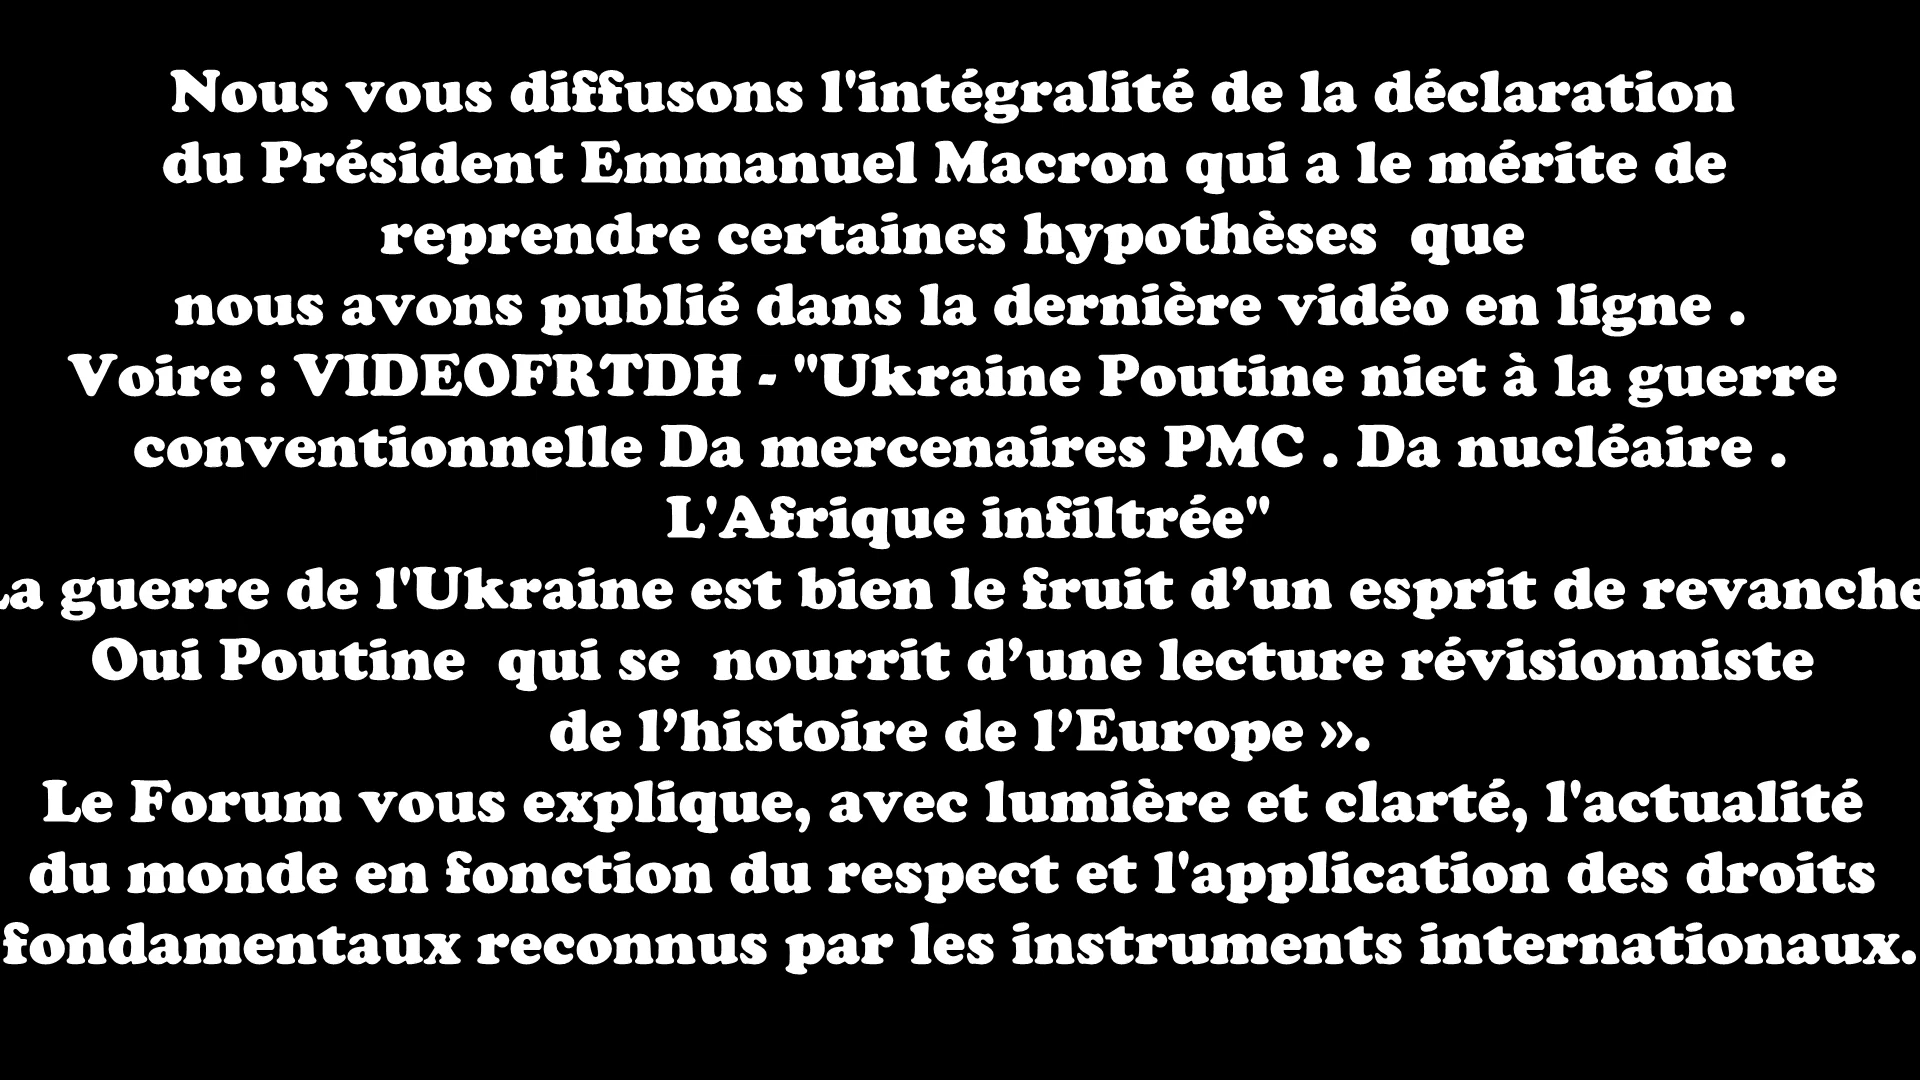 Nous vous diffusons l'intégralité de la déclaration
du Président Emmanuel Macron qui a le mérite de
reprendre certaines hypothèses que
nous avons publié dans la dernière vidéo en ligne .
Voire : VIDEOFRTDH - "Ukraine Poutine niet à la guerre
conventionnelle Da mercenaires PMC . Da nucléaire .
L'Afrique infiltrée"
La guerre de l'Ukraine est bien le fruit d’un esprit de revanche
Oui Poutine qui se nourrit d’une lecture révisionniste
de l’histoire de l’Europe ».
Le Forum vous explique, avec lumière et clarté, l'actualité
du monde en fonction du respect et l'application des droits
fondamentaux reconnus par les instruments internationaux.